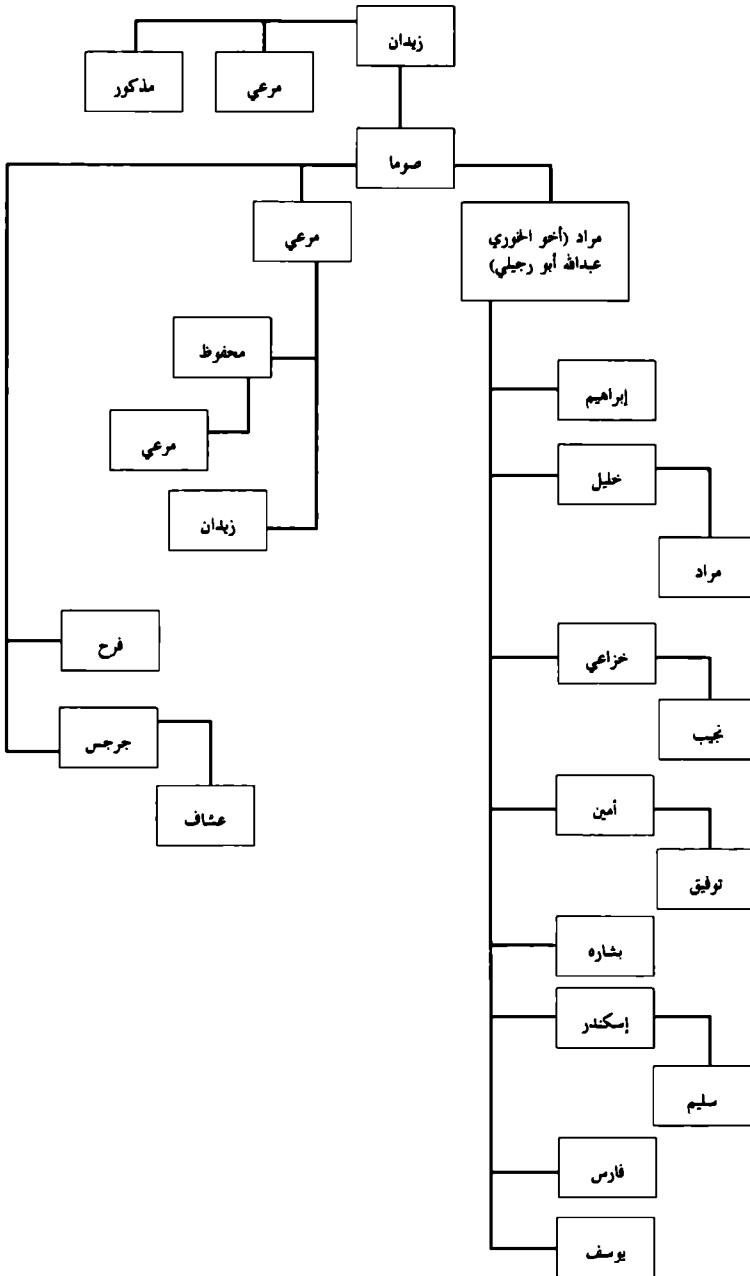 زيدان
مرعي
مذكور
صوما
مراد (أخو الخوري
عبدالله أبو رجيلي)
مرعي
محفوظ
مرعي
زيدان
فرح
جرجس
عشاف
إبراهيم
خليل
مراد
خزاعي
نجيب
أمين
توفيق
بشاره
إسكندر
سليم
فارس
يوسف